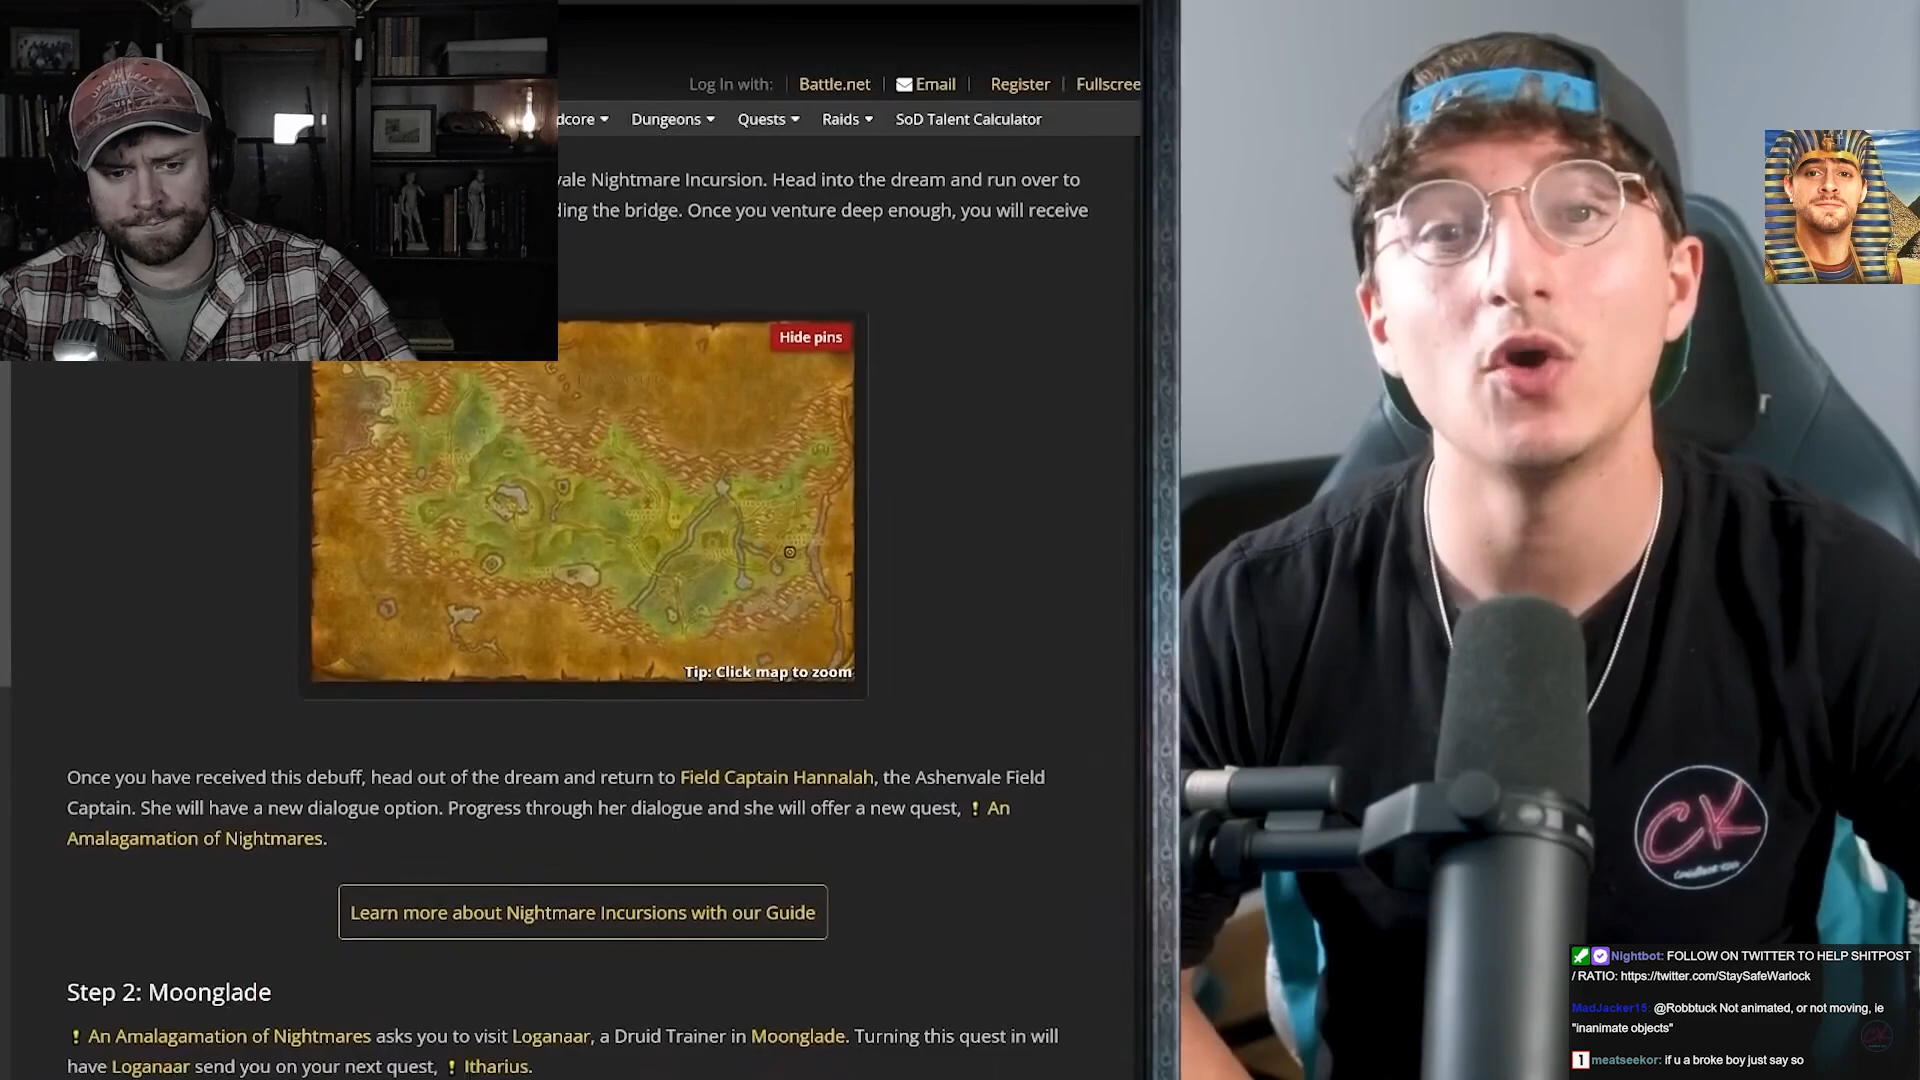 Log In with: Battle.net Email Register Fullscree
dcore Dungeons Quests Raids SoD Talent Calculator
vale Nightmare Incursion. Head into the dream and run over to
ding the bridge. Once you venture deep enough, you will receive
Hide pins
Tip: Click map to zoom
Once you have received this debuff, head out of the dream and return to Field Captain Hannalah, the Ashenvale Field
Captain. She will have a new dialogue option. Progress through her dialogue and she will offer a new quest, ! An
Amalagamation of Nightmares.
Learn more about Nightmare Incursions with our Guide
Step 2: Moonglade
! An Amalagamation of Nightmares asks you to visit Loganaar, a Druid Trainer in Moonglade. Turning this quest in will
have Loganaar send you on your next quest, ! Itharius.
CK
Nightbot: FOLLOW ON TWITTER TO HELP SHITPOST
/ RATIO: https://twitter.com/StaySafeWarlock
MadJacker15: @Robbtuck Not animated, or not moving, ie
"inanimate objects"
1 meatseekor: if u a broke boy just say so